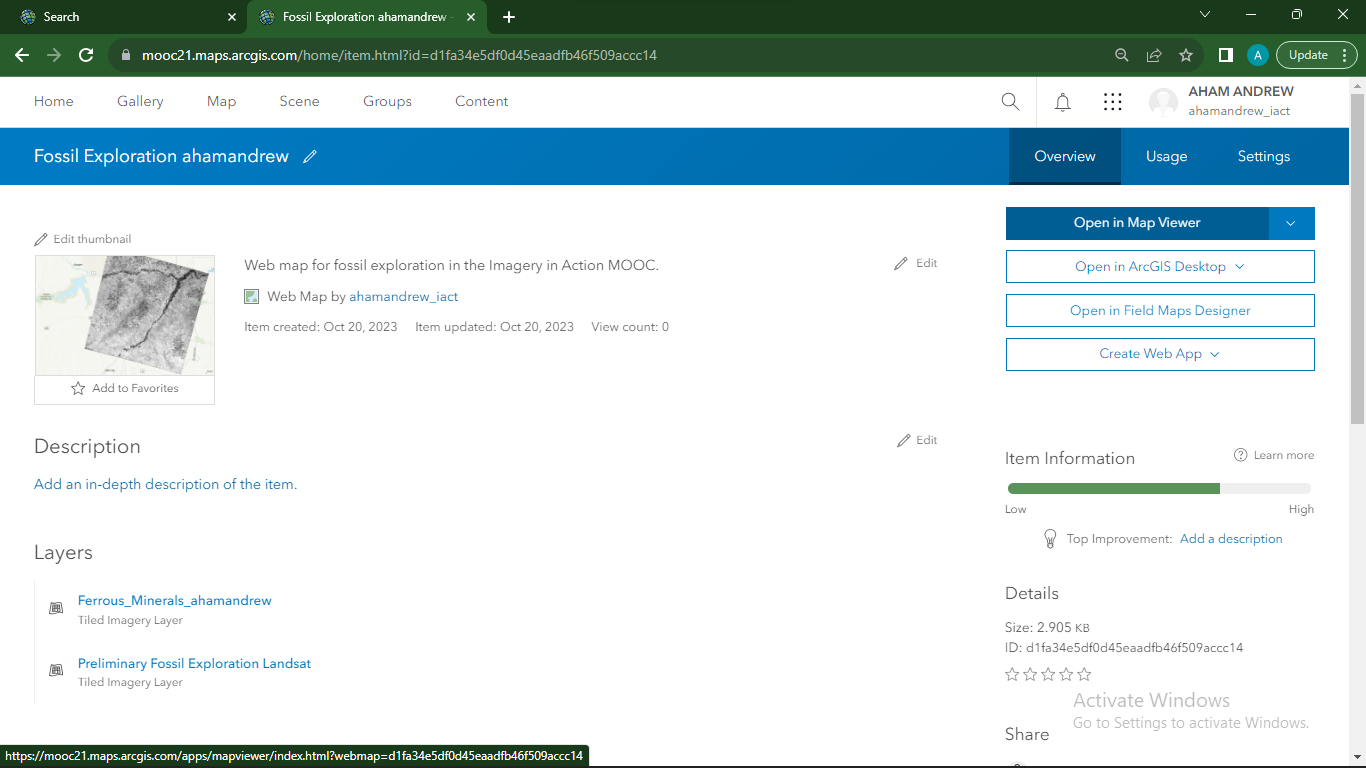 Search
Fossil Exploration ahamandrew -
mooc21.maps.arcgis.com/home/item.html?id=d1fa34e5df0d45eaadfb46f509accc14
A
Update
Home Gallery Map Scene Groups Content
AHAM ANDREW
ahamandrew_iact
Fossil Exploration ahamandrew
Overview Usage Settings
Edit thumbnail
Add to Favorites
Web map for fossil exploration in the Imagery in Action MOOC.
Edit
Web Map by ahamandrew_iact
Item created: Oct 20, 2023 Item updated: Oct 20, 2023 View count: 0
Description
Edit
Add an in-depth description of the item.
Layers
Ferrous_Minerals_ahamandrew
Tiled Imagery Layer
Preliminary Fossil Exploration Landsat
Tiled Imagery Layer
Open in Map Viewer
Open in ArcGIS Desktop
Open in Field Maps Designer
Create Web App
Item Information
Learn more
Low High
Top Improvement: Add a description
Details
Size: 2.905 KB
ID: d1fa34e5df0d45eaadfb46f509accc14
Activate Windows
Go to Settings to activate Windows.
Share
https://mooc21.maps.arcgis.com/apps/mapviewer/index.html?webmap=d1fa34e5df0d45eaadfb46f509accc14